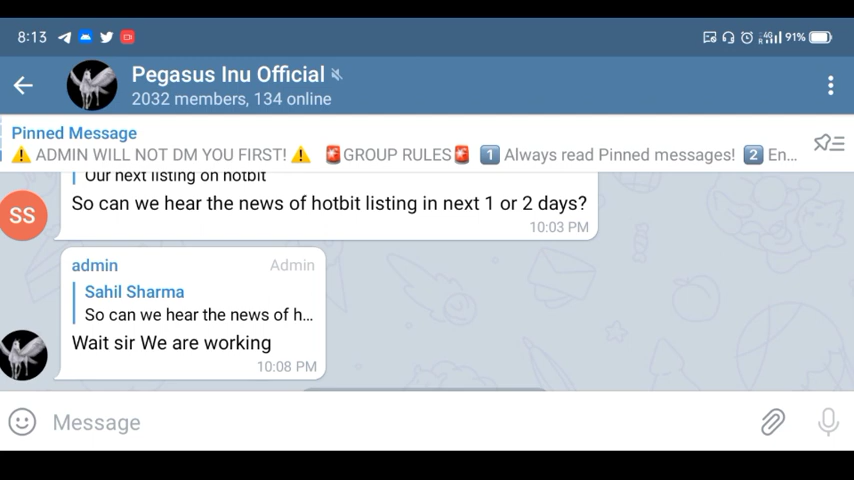 8:13
4G
R
91%
Pegasus Inu Official
2032 members, 134 online
Pinned Message
⚠️ ADMIN WILL NOT DM YOU FIRST! ⚠️ 🚨GROUP RULES🚨 1️⃣ Always read Pinned messages! 2️⃣ En...
Our next listing on hotbit
SS
So can we hear the news of hotbit listing in next 1 or 2 days?
10:03 PM
admin Admin
Sahil Sharma
So can we hear the news of h...
Wait sir We are working
10:08 PM
Message